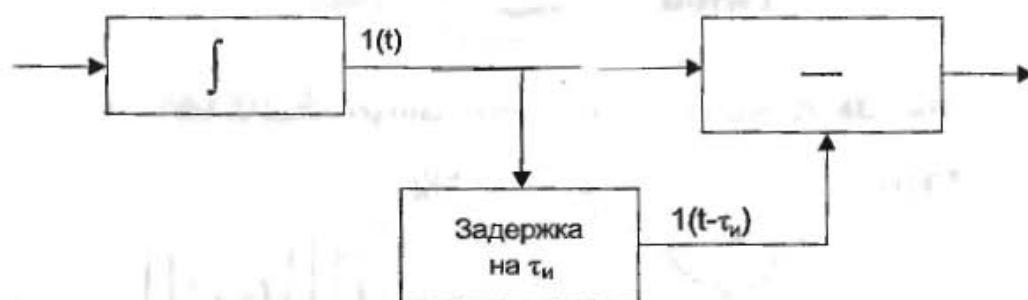 ∫
1(t)
—
Задержка
на τи
1(t-τи)